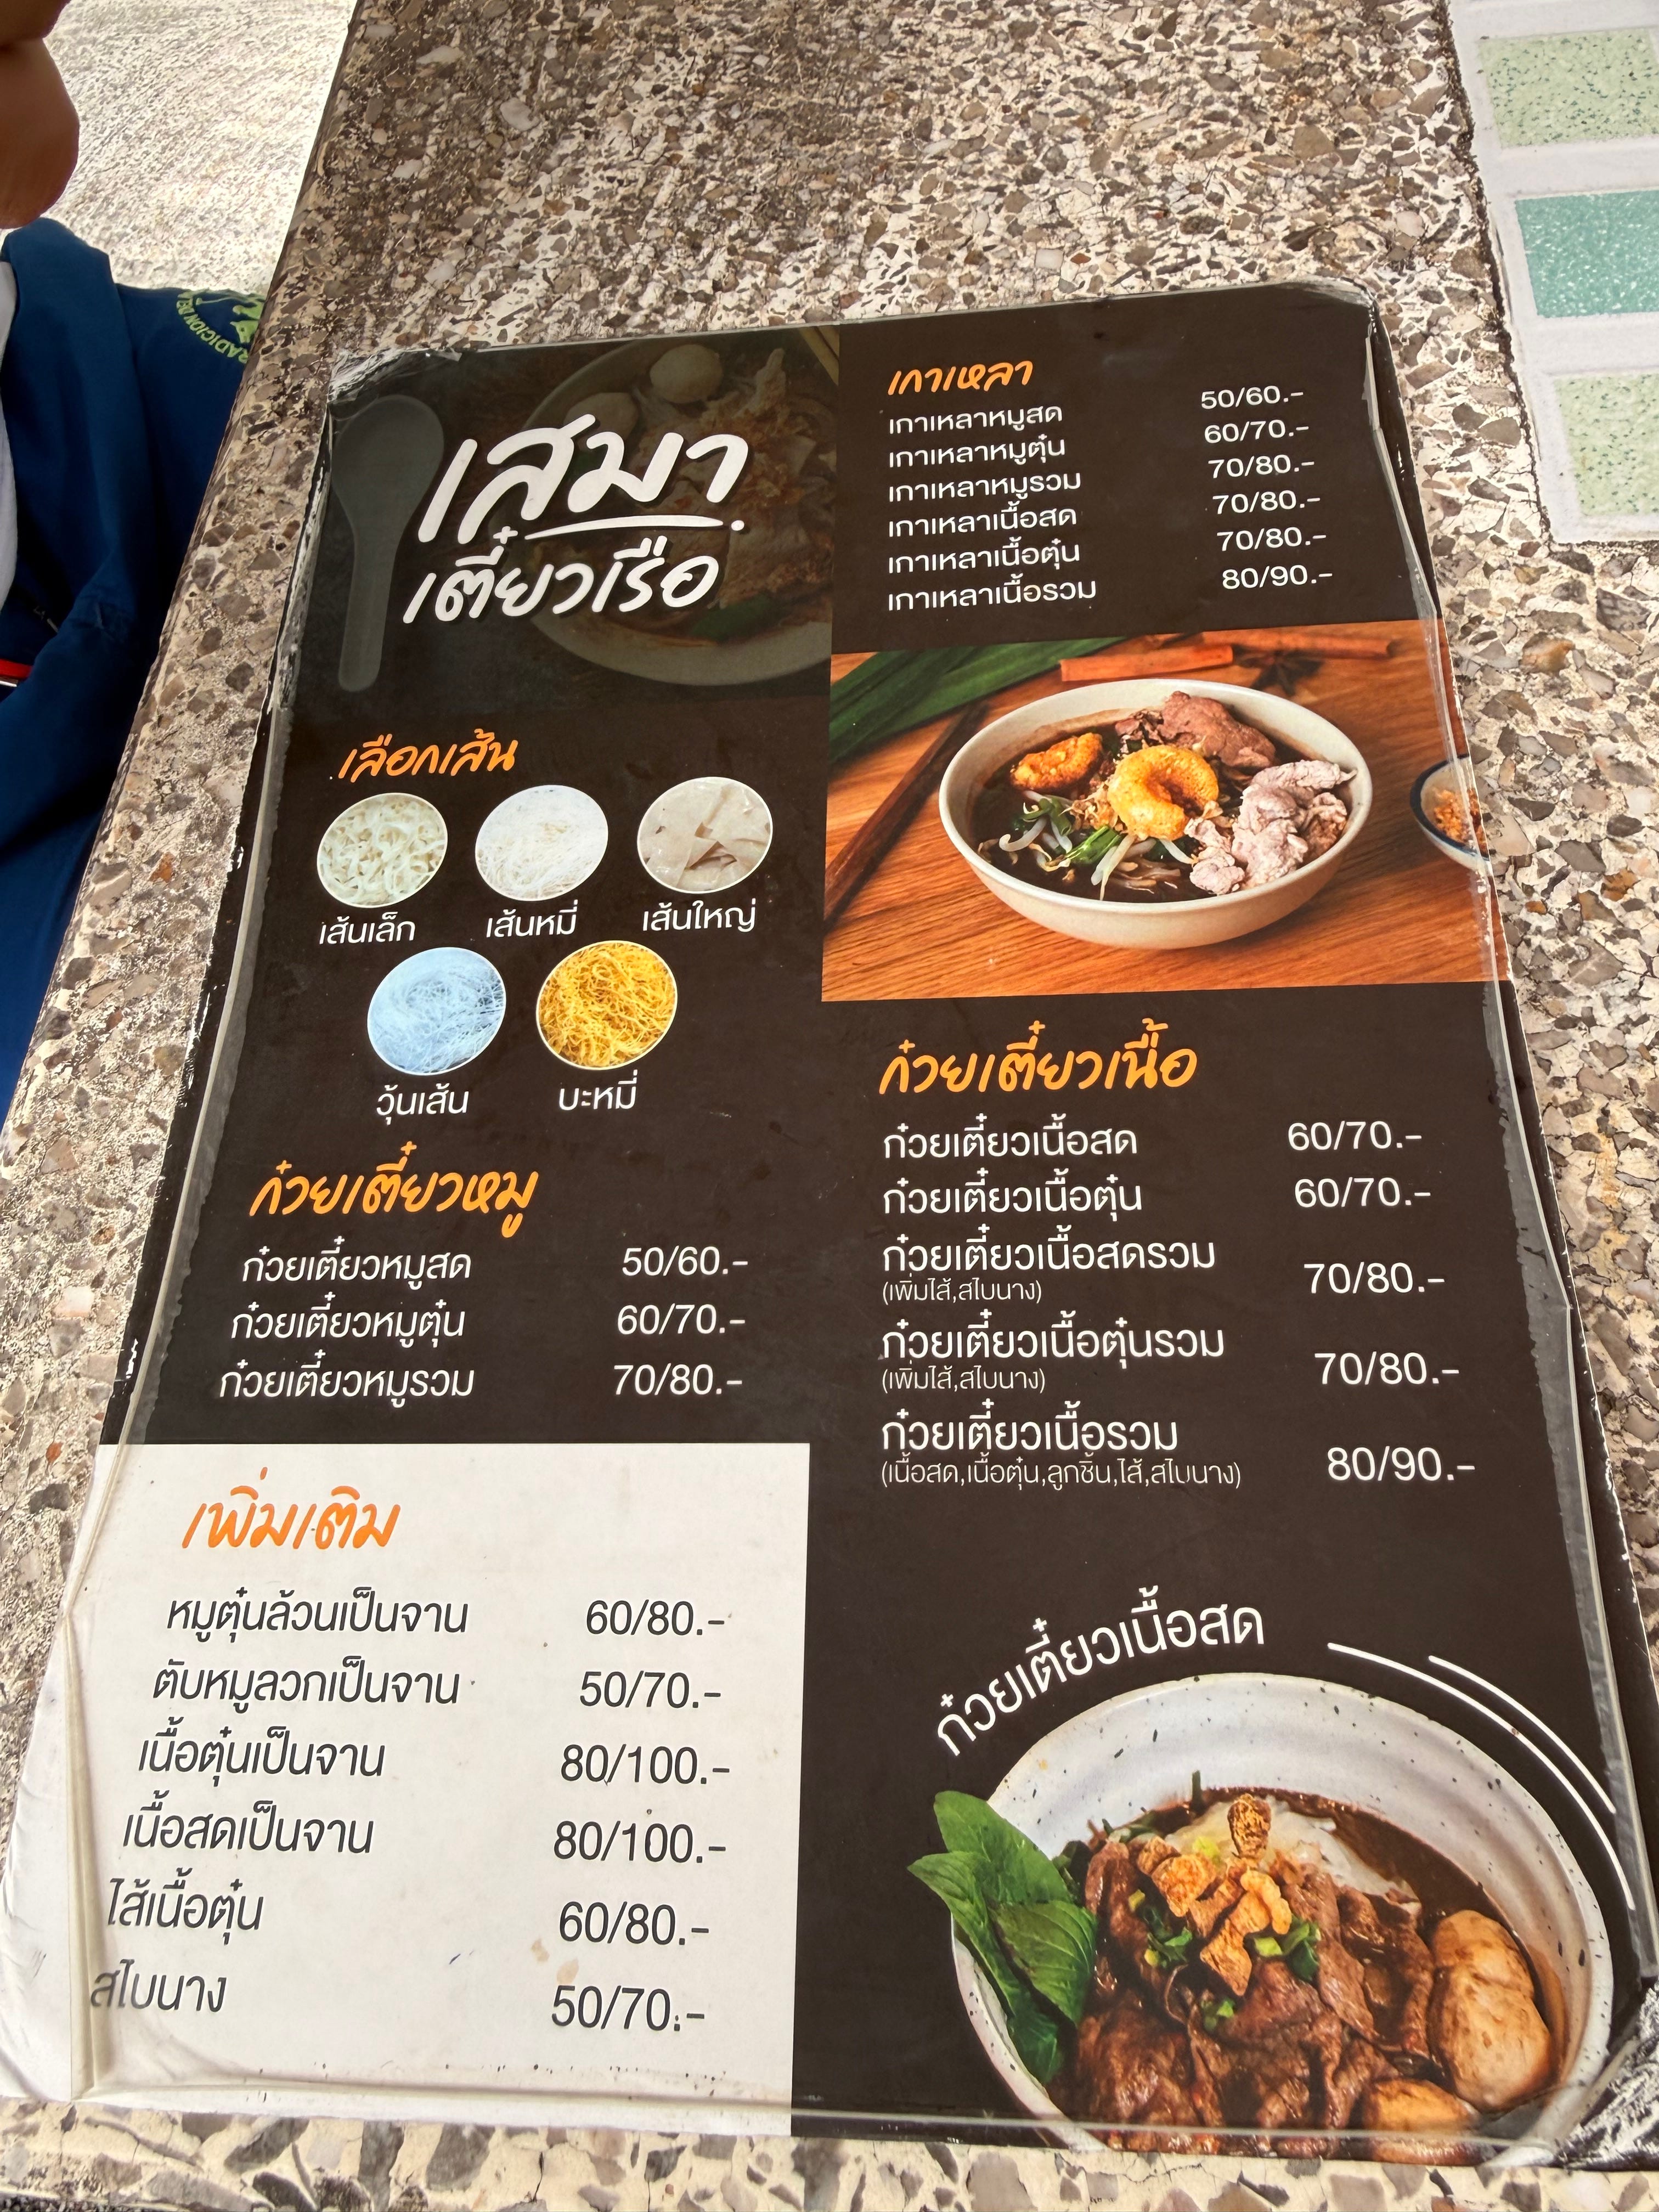 เสมา
เตี๋ยวเรือ
เลือกเส้น
เส้นเล็ก เส้นหมี่ เส้นใหญ่
วุ้นเส้น บะหมี่
ก๋วยเตี๋ยวหมู
ก๋วยเตี๋ยวหมูสด 50/60.-
ก๋วยเตี๋ยวหมูตุ๋น 60/70.-
ก๋วยเตี๋ยวหมูรวม 70/80.-
เพิ่มเติม
หมูตุ๋นล้วนเป็นจาน 60/80.-
ตับหมูลวกเป็นจาน 50/70.-
เนื้อตุ๋นเป็นจาน 80/100.-
เนื้อสดเป็นจาน 80/100.-
ไส้เนื้อตุ๋น 60/80.-
สไบนาง 50/70.-
เกาเหลา
เกาเหลาหมูสด 50/60.-
เกาเหลาหมูตุ๋น 60/70.-
เกาเหลาหมูรวม 70/80.-
เกาเหลาเนื้อสด 70/80.-
เกาเหลาเนื้อตุ๋น 70/80.-
เกาเหลาเนื้อรวม 80/90.-
ก๋วยเตี๋ยวเนื้อ
ก๋วยเตี๋ยวเนื้อสด 60/70.-
ก๋วยเตี๋ยวเนื้อตุ๋น 60/70.-
ก๋วยเตี๋ยวเนื้อสดรวม 70/80.-
(เพิ่มไส้,สไบนาง)
ก๋วยเตี๋ยวเนื้อตุ๋นรวม 70/80.-
(เพิ่มไส้,สไบนาง)
ก๋วยเตี๋ยวเนื้อรวม 80/90.-
(เนื้อสด,เนื้อตุ๋น,ลูกชิ้น,ไส้,สไบนาง)
ก๋วยเตี๋ยวเนื้อสด